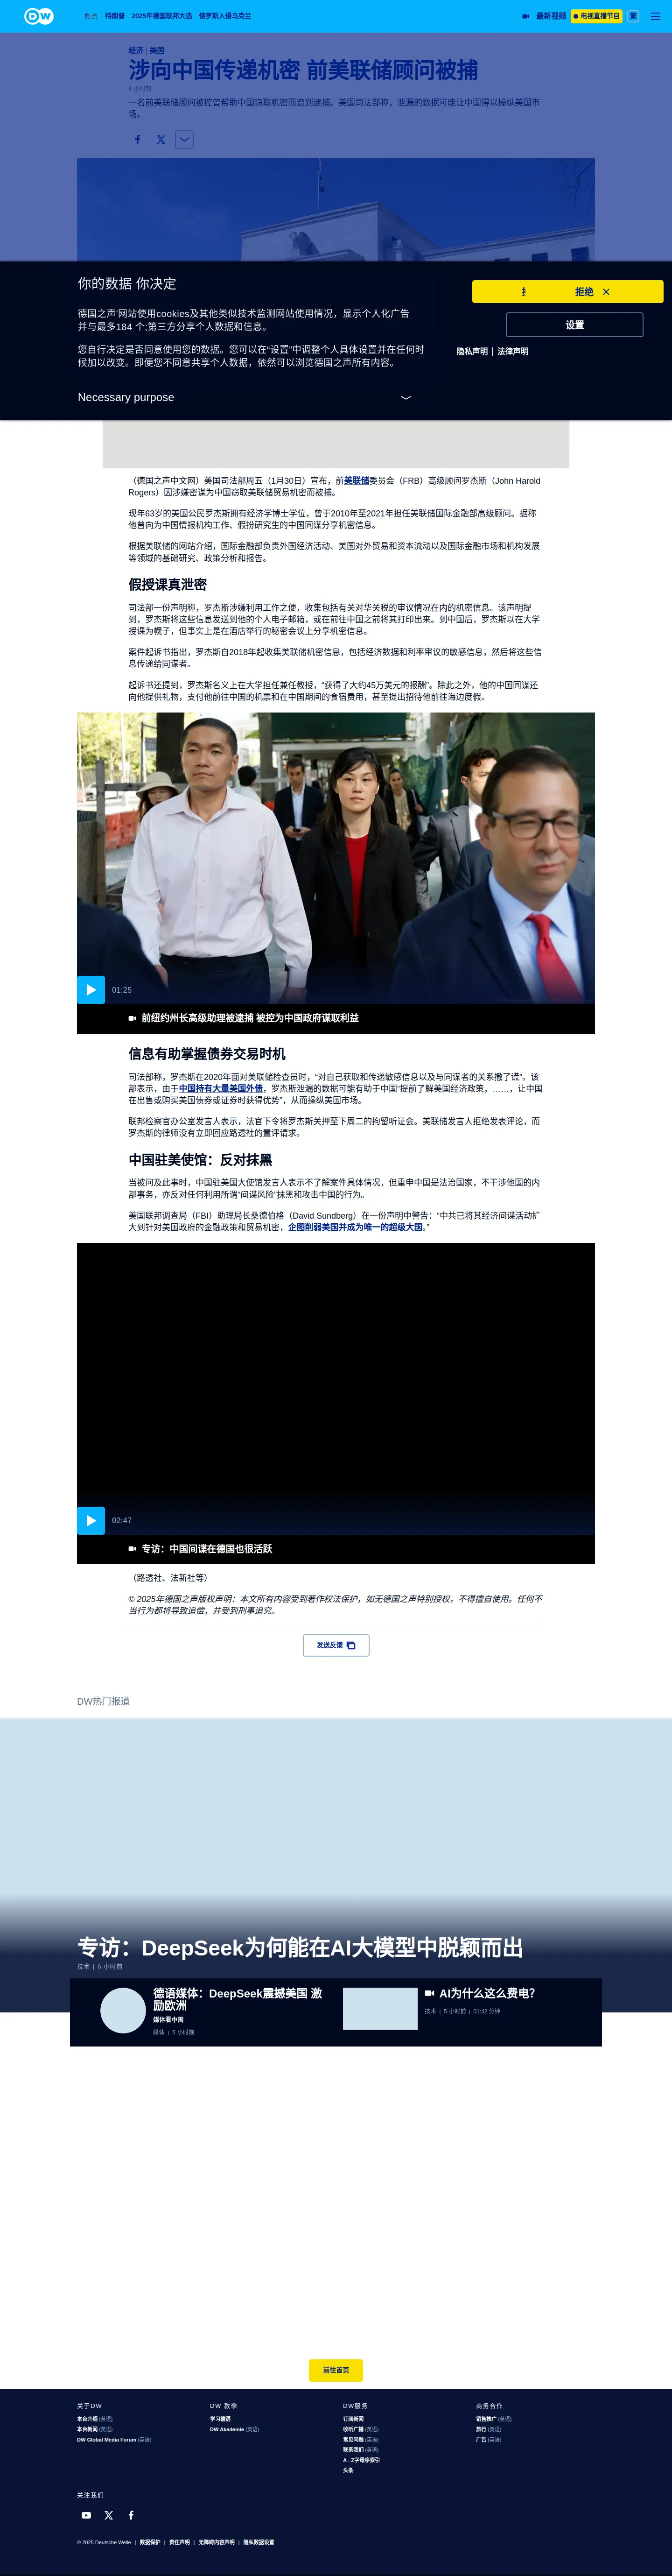 DW
焦点 特朗普 2025年德国联邦大选 俄罗斯入侵乌克兰
最新视频 电视直播节目 繁
经济 | 美国
涉向中国传递机密 前美联储顾问被捕
4 小时前
一名前美联储顾问被控曾帮助中国窃取机密而遭到逮捕。美国司法部称，泄漏的数据可能让中国得以操纵美国市
场。
你的数据 你决定
德国之声‘网站使用cookies及其他类似技术监测网站使用情况，显示个人化广告
并与最多184 个;第三方分享个人数据和信息。
您自行决定是否同意使用您的数据。您可以在“设置”中调整个人具体设置并在任何时
候加以改变。即便您不同意共享个人数据，依然可以浏览德国之声所有内容。
Necessary purpose
拒绝
设置
隐私声明 | 法律声明
（德国之声中文网）美国司法部周五（1月30日）宣布，前美联储委员会（FRB）高级顾问罗杰斯（John Harold
Rogers）因涉嫌密谋为中国窃取美联储贸易机密而被捕。
现年63岁的美国公民罗杰斯拥有经济学博士学位，曾于2010年至2021年担任美联储国际金融部高级顾问。据称
他曾向为中国情报机构工作、假扮研究生的中国同谋分享机密信息。
根据美联储的网站介绍，国际金融部负责外国经济活动、美国对外贸易和资本流动以及国际金融市场和机构发展
等领域的基础研究、政策分析和报告。
假授课真泄密
司法部一份声明称，罗杰斯涉嫌利用工作之便，收集包括有关对华关税的审议情况在内的机密信息。该声明提
到，罗杰斯将这些信息发送到他的个人电子邮箱，或在前往中国之前将其打印出来。到中国后，罗杰斯以在大学
授课为幌子，但事实上是在酒店举行的秘密会议上分享机密信息。
案件起诉书指出，罗杰斯自2018年起收集美联储机密信息，包括经济数据和利率审议的敏感信息，然后将这些信
息传递给同谋者。
起诉书还提到，罗杰斯名义上在大学担任兼任教授，“获得了大约45万美元的报酬”。除此之外，他的中国同谋还
向他提供礼物，支付他前往中国的机票和在中国期间的食宿费用，甚至提出招待他前往海边度假。
01:25
前纽约州长高级助理被逮捕 被控为中国政府谋取利益
信息有助掌握债券交易时机
司法部称，罗杰斯在2020年面对美联储检查员时，“对自己获取和传递敏感信息以及与同谋者的关系撒了谎”。该
部表示，由于中国持有大量美国外债，罗杰斯泄漏的数据可能有助于中国“提前了解美国经济政策，……，让中国
在出售或购买美国债券或证券时获得优势”，从而操纵美国市场。
联邦检察官办公室发言人表示，法官下令将罗杰斯关押至下周二的拘留听证会。美联储发言人拒绝发表评论，而
罗杰斯的律师没有立即回应路透社的置评请求。
中国驻美使馆：反对抹黑
当被问及此事时，中国驻美国大使馆发言人表示不了解案件具体情况，但重申中国是法治国家，不干涉他国的内
部事务，亦反对任何利用所谓“间谍风险”抹黑和攻击中国的行为。
美国联邦调查局（FBI）助理局长桑德伯格（David Sundberg）在一份声明中警告：“中共已将其经济间谍活动扩
大到针对美国政府的金融政策和贸易机密，企图削弱美国并成为唯一的超级大国。”
02:47
专访：中国间谍在德国也很活跃
（路透社、法新社等）
© 2025年德国之声版权声明：本文所有内容受到著作权法保护，如无德国之声特别授权，不得擅自使用。任何不
当行为都将导致追偿，并受到刑事追究。
发送反馈
DW热门报道
专访：DeepSeek为何能在AI大模型中脱颖而出
技术 | 6 小时前
德语媒体：DeepSeek震撼美国 激
励欧洲
媒体看中国
媒体 | 5 小时前
AI为什么这么费电？
技术 | 5 小时前 | 01:42 分钟
前往首页
关于DW
本台介绍 (英语)
本台新闻 (英语)
DW Global Media Forum (英语)
DW 教學
学习德语
DW Akademie (英语)
DW服务
订阅新闻
收听广播 (英语)
常见问题 (英语)
联系我们 (英语)
A - Z字母序索引
头条
商务合作
销售推广 (英语)
旅行 (英语)
广告 (英语)
关注我们
© 2025 Deutsche Welle | 数据保护 | 责任声明 | 无障碍内容声明 | 隐私数据设置